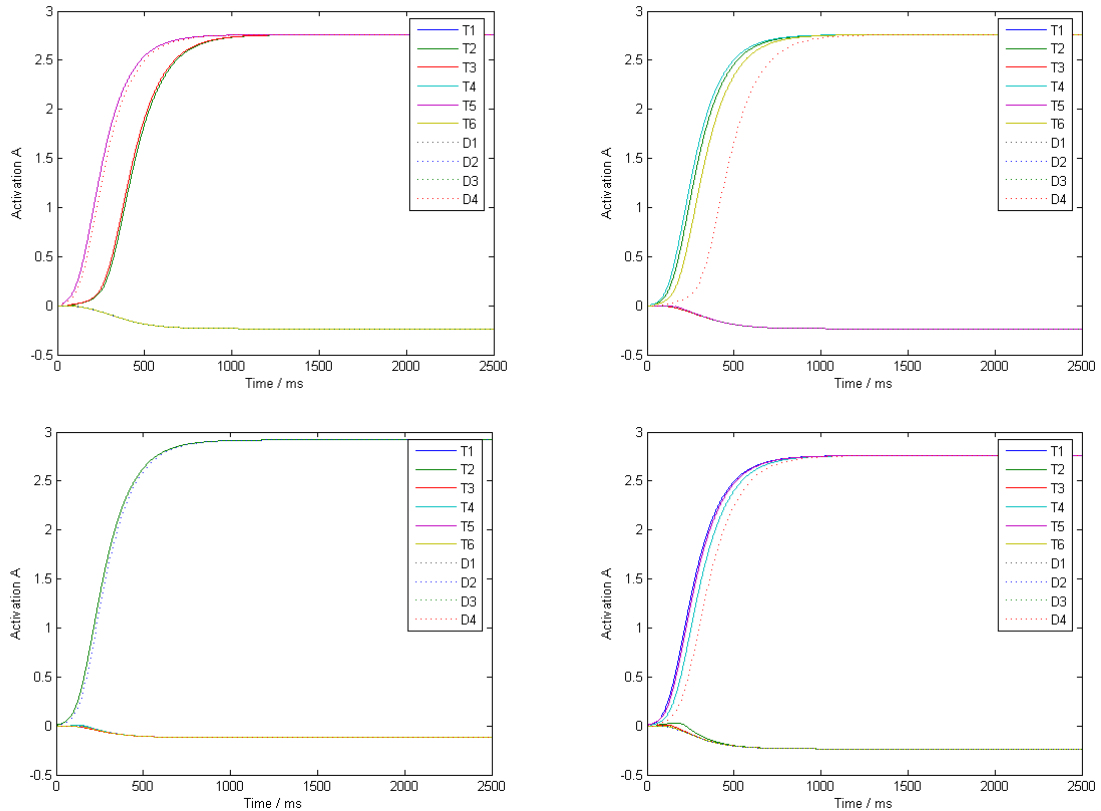 3
2.5
2
1.5
1
0.5
0
-0.5
Activation A
0
500
1000
1500
2000
2500
Time / ms
T1
T2
T3
T4
T5
T6
D1
D2
D3
D4
3
2.5
2
1.5
1
0.5
0
-0.5
Activation A
0
500
1000
1500
2000
2500
Time / ms
T1
T2
T3
T4
T5
T6
D1
D2
D3
D4
3
2.5
2
1.5
1
0.5
0
-0.5
Activation A
0
500
1000
1500
2000
2500
Time / ms
T1
T2
T3
T4
T5
T6
D1
D2
D3
D4
3
2.5
2
1.5
1
0.5
0
-0.5
Activation A
0
500
1000
1500
2000
2500
Time / ms
T1
T2
T3
T4
T5
T6
D1
D2
D3
D4